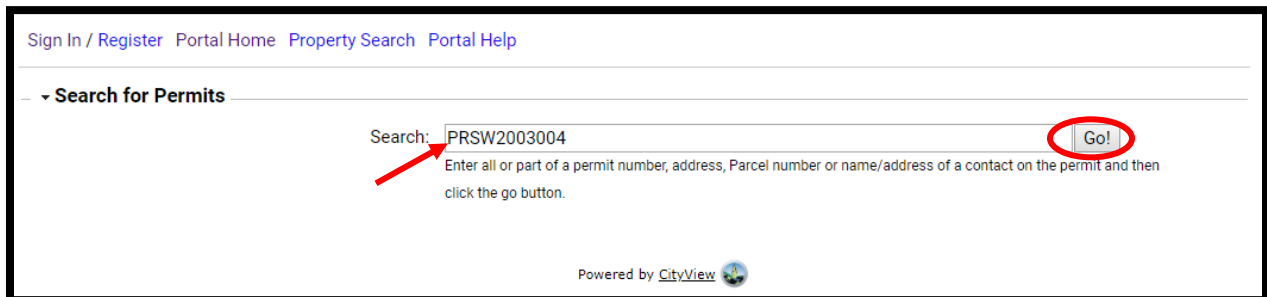 Sign In / Register Portal Home Property Search Portal Help
Search for Permits
Search: PRSW2003004 Go!
Enter all or part of a permit number, address, Parcel number or name/address of a contact on the permit and then
click the go button.
Powered by CityView